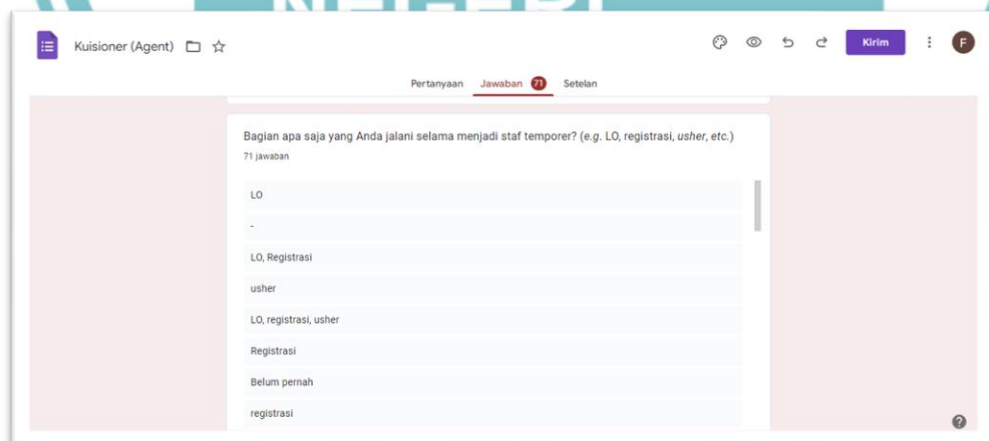 NEGERI
Kuisioner (Agent)
Kirim
F
Pertanyaan Jawaban 71 Setelan
Bagian apa saja yang Anda jalani selama menjadi staf temporer? (e.g. LO, registrasi, usher, etc.)
71 jawaban
LO
-
LO, Registrasi
usher
LO, registrasi, usher
Registrasi
Belum pernah
registrasi